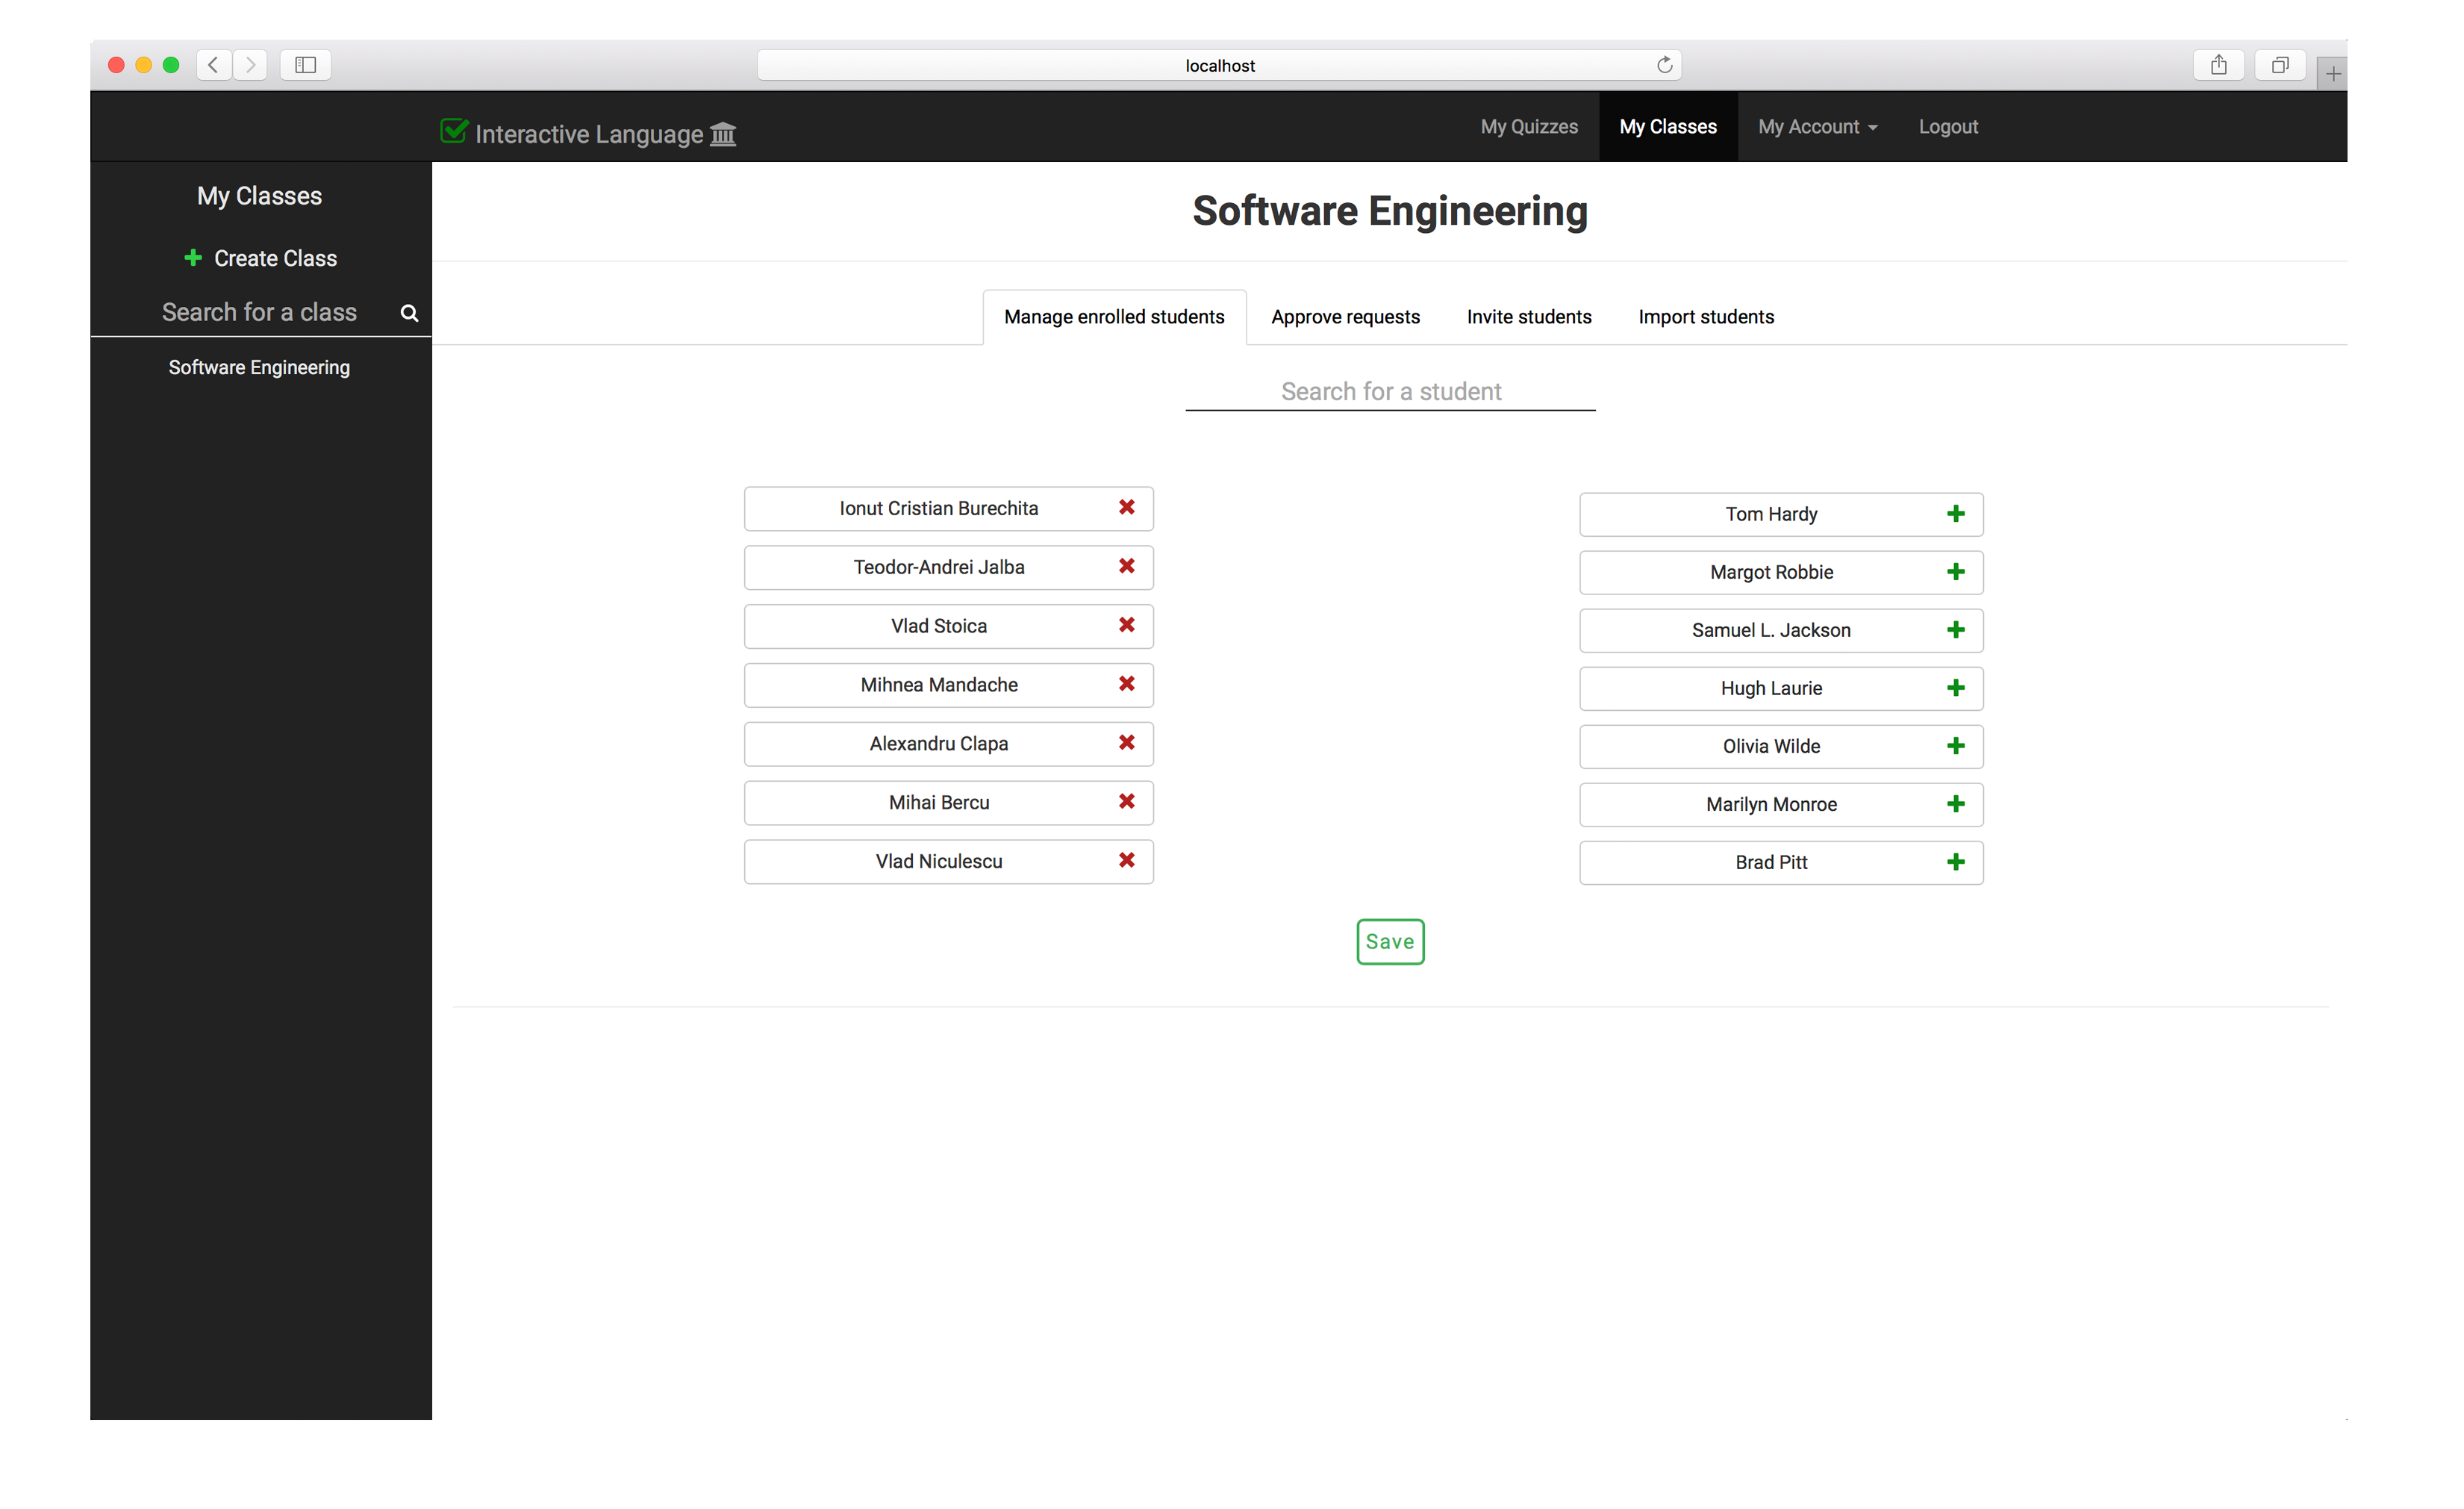 localhost
Interactive Language
My Quizzes My Classes My Account Logout
My Classes
Create Class
Search for a class
Software Engineering
Software Engineering
Manage enrolled students Approve requests Invite students Import students
Search for a student
Ionut Cristian Burechita
Teodor-Andrei Jalba
Vlad Stoica
Mihnea Mandache
Alexandru Clapa
Mihai Bercu
Vlad Niculescu
Tom Hardy
Margot Robbie
Samuel L. Jackson
Hugh Laurie
Olivia Wilde
Marilyn Monroe
Brad Pitt
Save